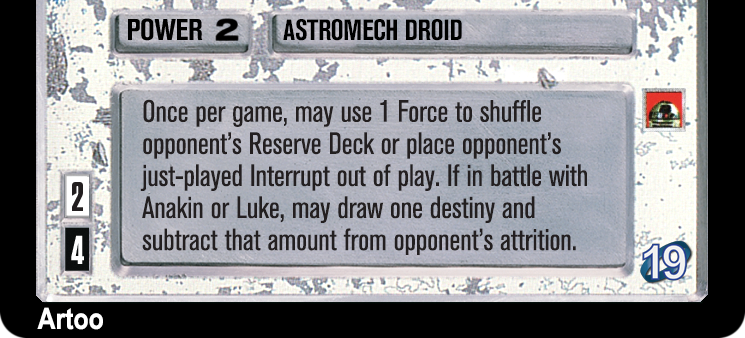 POWER 2 ASTROMECH DROID
Once per game, may use 1 Force to shuffle
opponent's Reserve Deck or place opponent's
just-played Interrupt out of play. If in battle with
Anakin or Luke, may draw one destiny and
subtract that amount from opponent's attrition.
2
4
19
Artoo